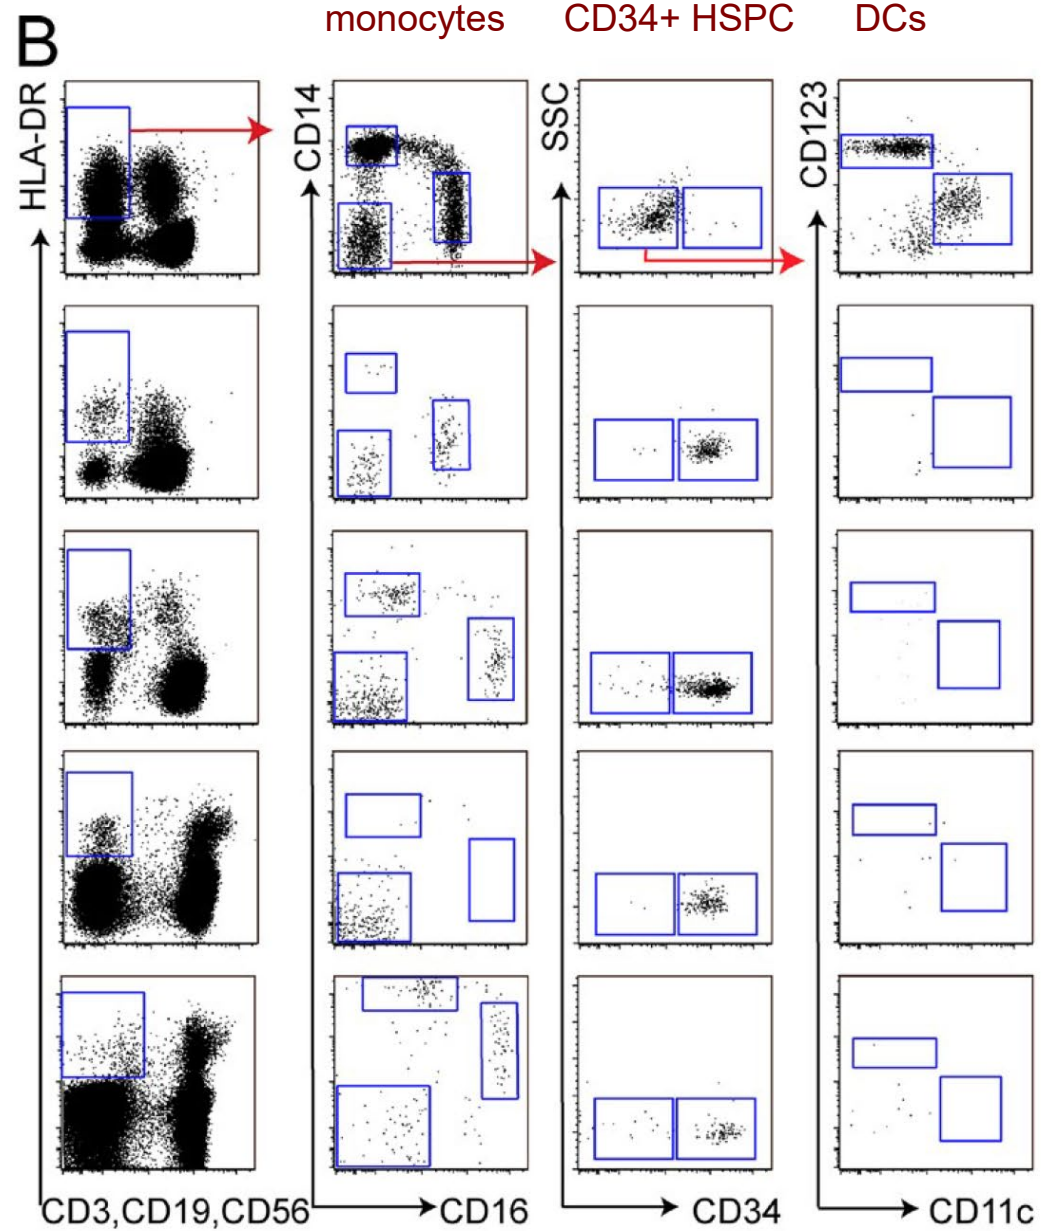 monocytes CD34+ HSPC DCs
B
HLA-DR
CD14
SSC
CD123
CD3,CD19,CD56
CD16
CD34
CD11c